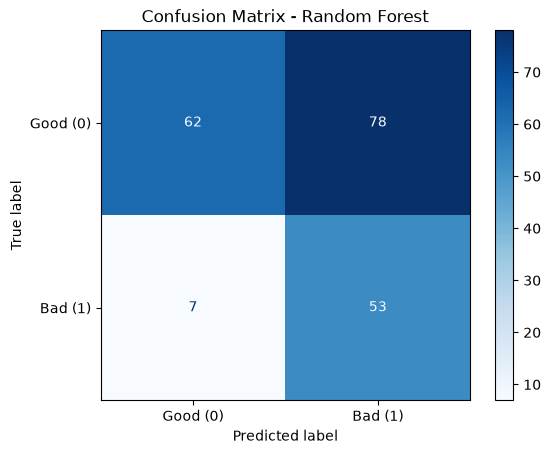 Confusion Matrix - Random Forest
Good (0)
62
78
Bad (1)
7
53
Good (0)
Bad (1)
Predicted label
True label
70
60
50
40
30
20
10